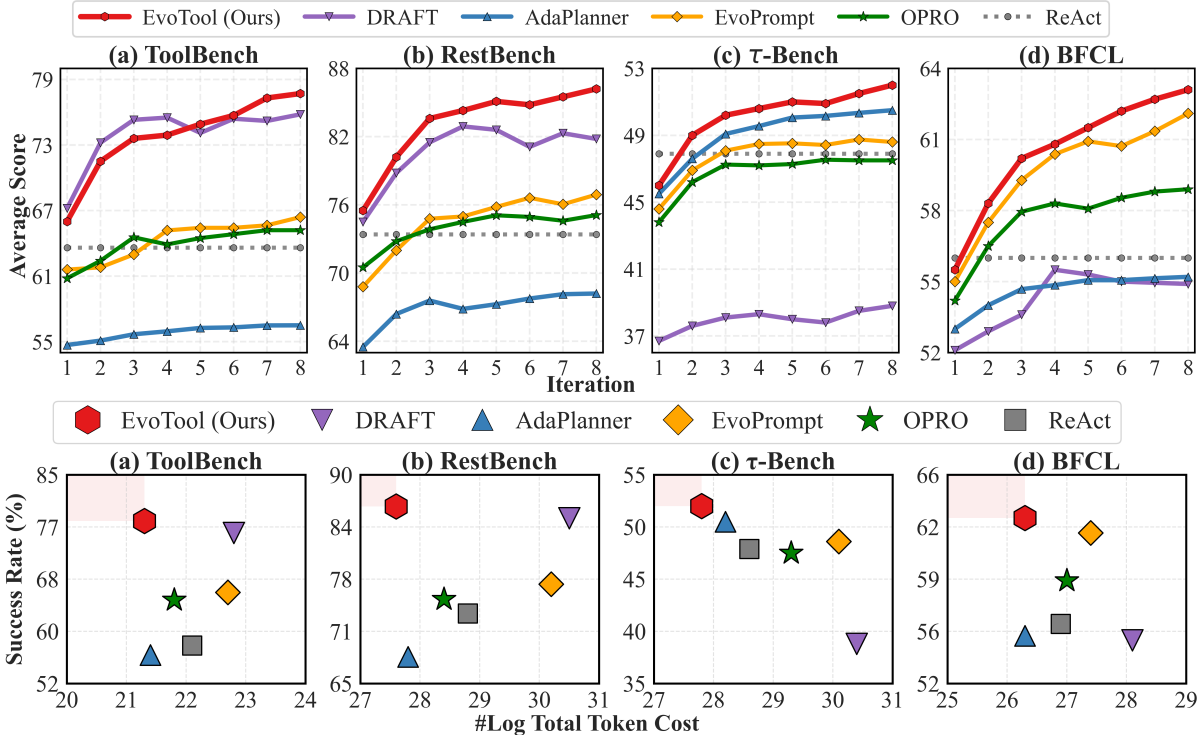 EvoTool (Ours) DRAFT AdaPlanner EvoPrompt OPRO ReAct
(a) ToolBench (b) RestBench (c) τ-Bench (d) BFCL
Average Score
79
73
67
61
55
1 2 3 4 5 6 7 8
88
82
76
70
64
1 2 3 4 5 6 7 8
53
49
45
41
37
1 2 3 4 5 6 7 8
64
61
58
55
52
1 2 3 4 5 6 7 8
Iteration
EvoTool (Ours) DRAFT AdaPlanner EvoPrompt OPRO ReAct
(a) ToolBench (b) RestBench (c) τ-Bench (d) BFCL
Success Rate (%)
85
77
68
60
52
20 21 22 23 24
90
84
78
71
65
27 28 29 30 31
55
50
45
40
35
27 28 29 30 31
66
62
59
56
52
25 26 27 28 29
#Log Total Token Cost